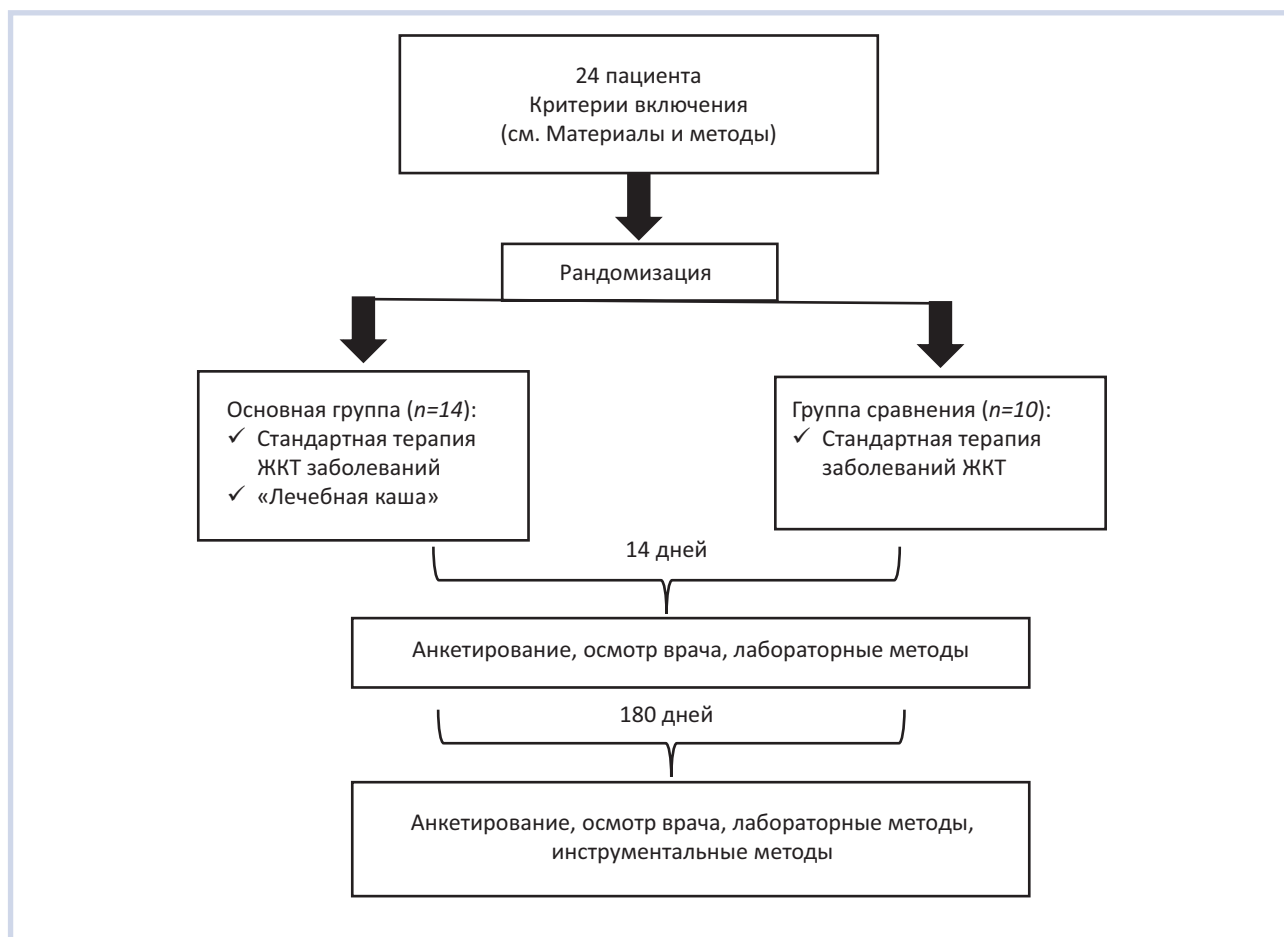 24 пациента
Критерии включения
(см. Материалы и методы)
Рандомизация
Основная группа (n=14):
✓ Стандартная терапия
ЖКТ заболеваний
✓ «Лечебная каша»
Группа сравнения (n=10):
✓ Стандартная терапия
заболеваний ЖКТ
14 дней
Анкетирование, осмотр врача, лабораторные методы
180 дней
Анкетирование, осмотр врача, лабораторные методы,
инструментальные методы